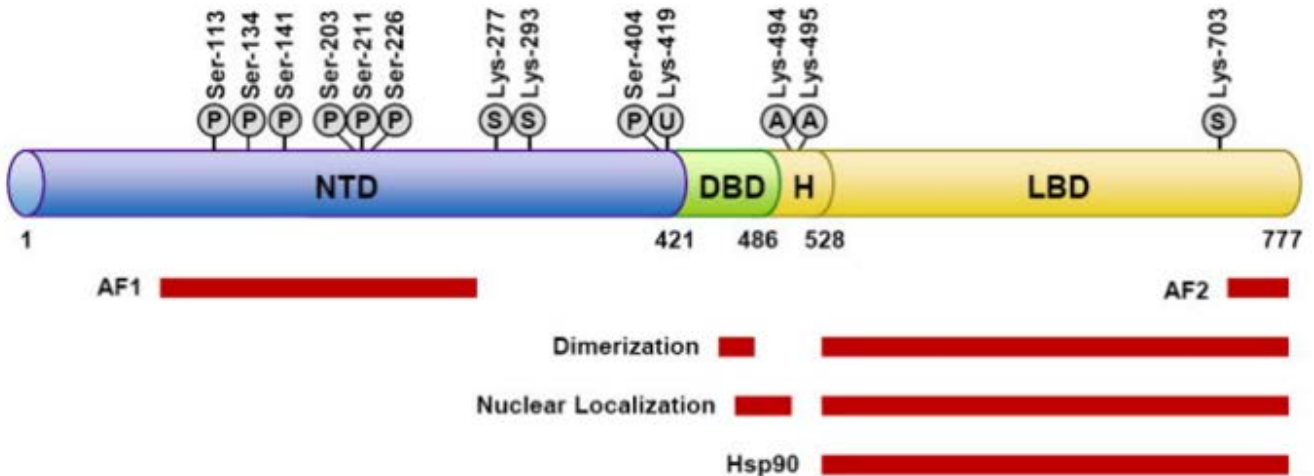 Ser-113
Ser-134
Ser-141
Ser-203
Ser-211
Ser-226
Lys-277
Lys-293
Ser-404
Lys-419
Lys-494
Lys-495
Lys-703
P P P P P P S S P U A A S
NTD DBD H LBD
1 421 486 528 777
AF1 AF2
Dimerization
Nuclear Localization
Hsp90